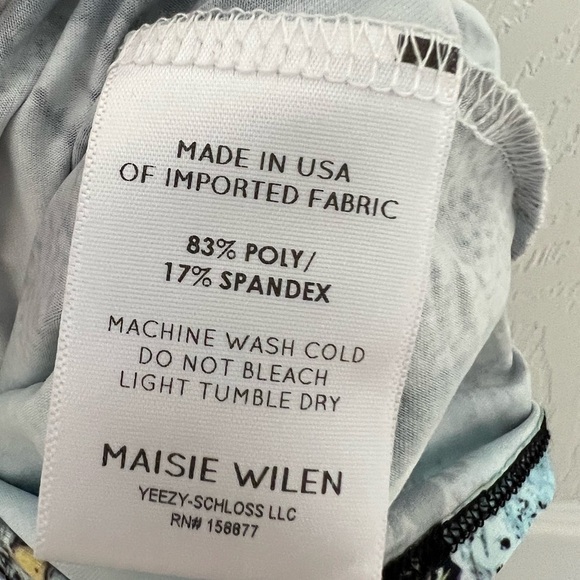 MADE IN USA
OF IMPORTED FABRIC
83% POLY/
17% SPANDEX
MACHINE WASH COLD
DO NOT BLEACH
LIGHT TUMBLE DRY
MAISIE WILEN
YEEZY-SCHLOSS LLC
RN# 158877